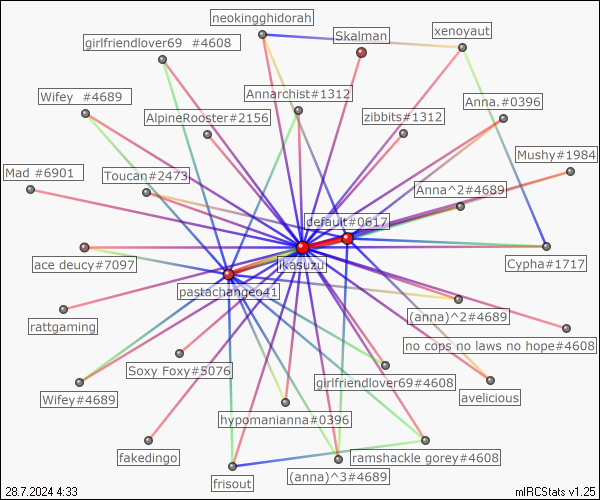 neokingghidorah
girlfriendlover69 #4608
Skalman
xenoyaut
Wifey #4689
Annarchist#1312
AlpineRooster#2156
zibbits#1312
Anna.#0396
Mushy#1984
Mad #6901
Toucan#2473
Anna^2#4689
default#0617
ace deucy#7097
ikasuzu
Cypha#1717
pastachangeo41
rattgaming
(anna)^2#4689
no cops no laws no hope#4608
Soxy Foxy#5076
girlfriendlover69#4608
Wifey#4689
avelicious
hypomanianna#0396
fakedingo
ramshackle gorey#4608
frisout
(anna)^3#4689
28.7.2024 4:33
mIRCStats v1.25